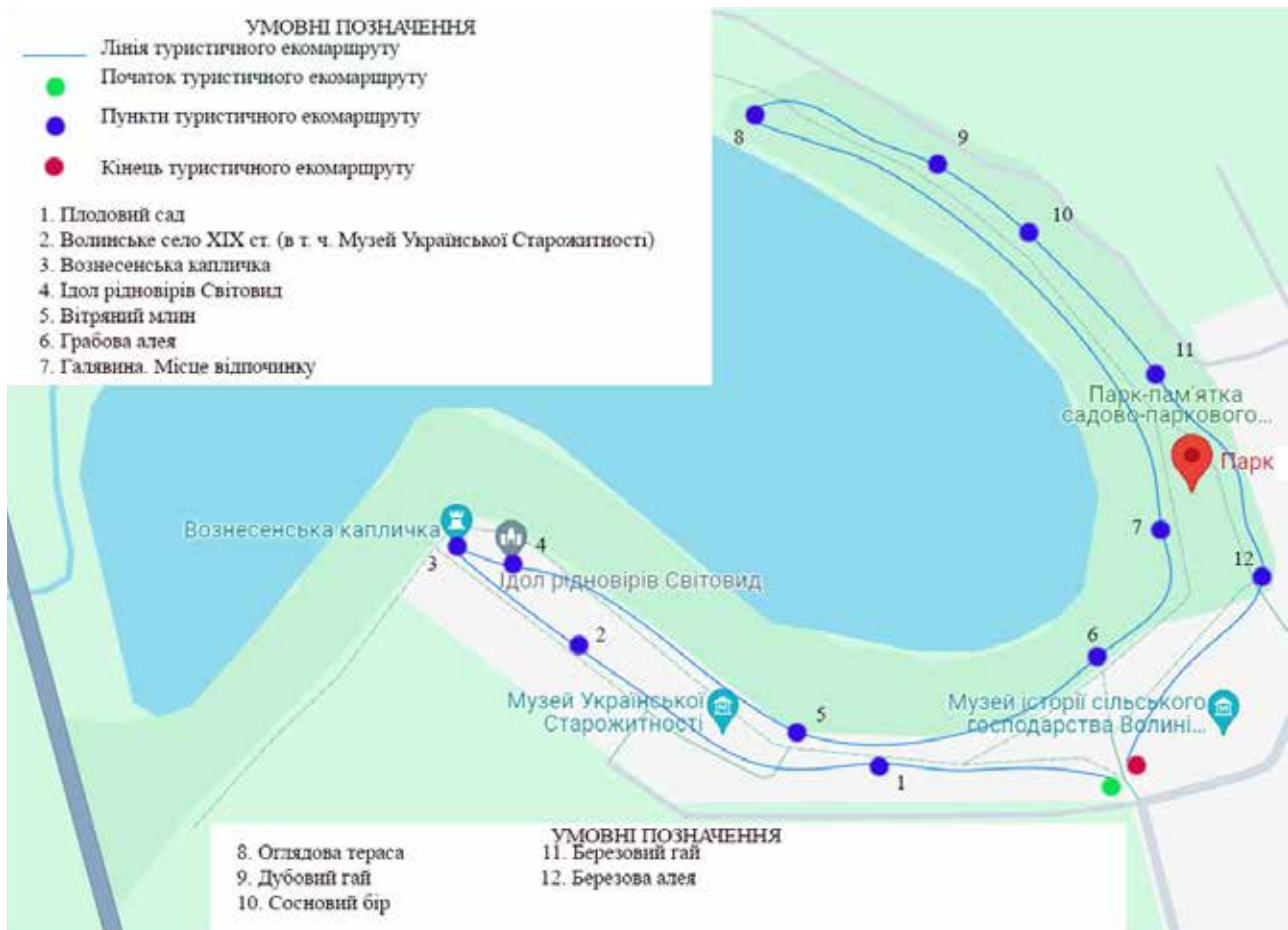 УМОВНІ ПОЗНАЧЕННЯ
Лінія туристичного екомаршруту
Початок туристичного екомаршруту
Пункти туристичного екомаршруту
Кінець туристичного екомаршруту
1. Плодовий сад
2. Волинське село XIX ст. (в т. ч. Музей Української Старожитності)
3. Вознесенська капличка
4. Ідол рідновірів Світовид
5. Вітряний млин
6. Грабова алея
7. Галявина. Місце відпочинку
8
9
10
11
Парк-пам'ятка
садово-паркового...
Парк
7
12
Вознесенська капличка
3
4
Ідол рідновірів Світовид
2
6
Музей Української
Старожитності
5
Музей історії сільського
господарства Волині...
1
УМОВНІ ПОЗНАЧЕННЯ
8. Оглядова тераса
9. Дубовий гай
10. Сосновий бір
11. Березовий гай
12. Березова алея